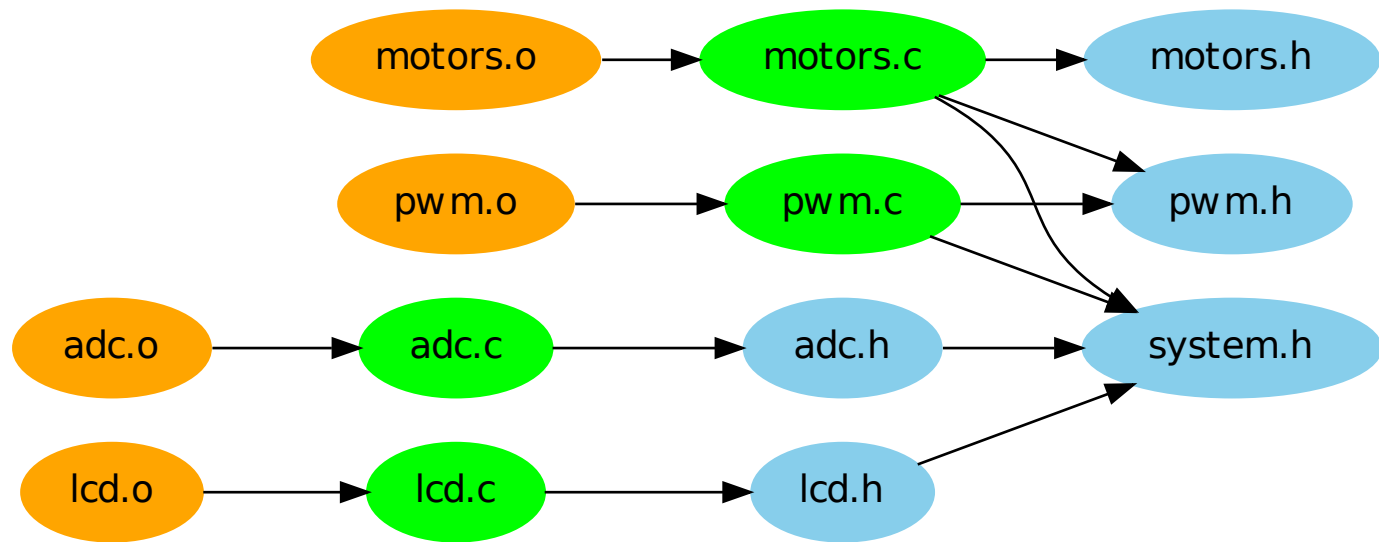 motors.o
motors.c
motors.h
pwm.o
pwm.c
pwm.h
adc.o
adc.c
adc.h
system.h
lcd.o
lcd.c
lcd.h